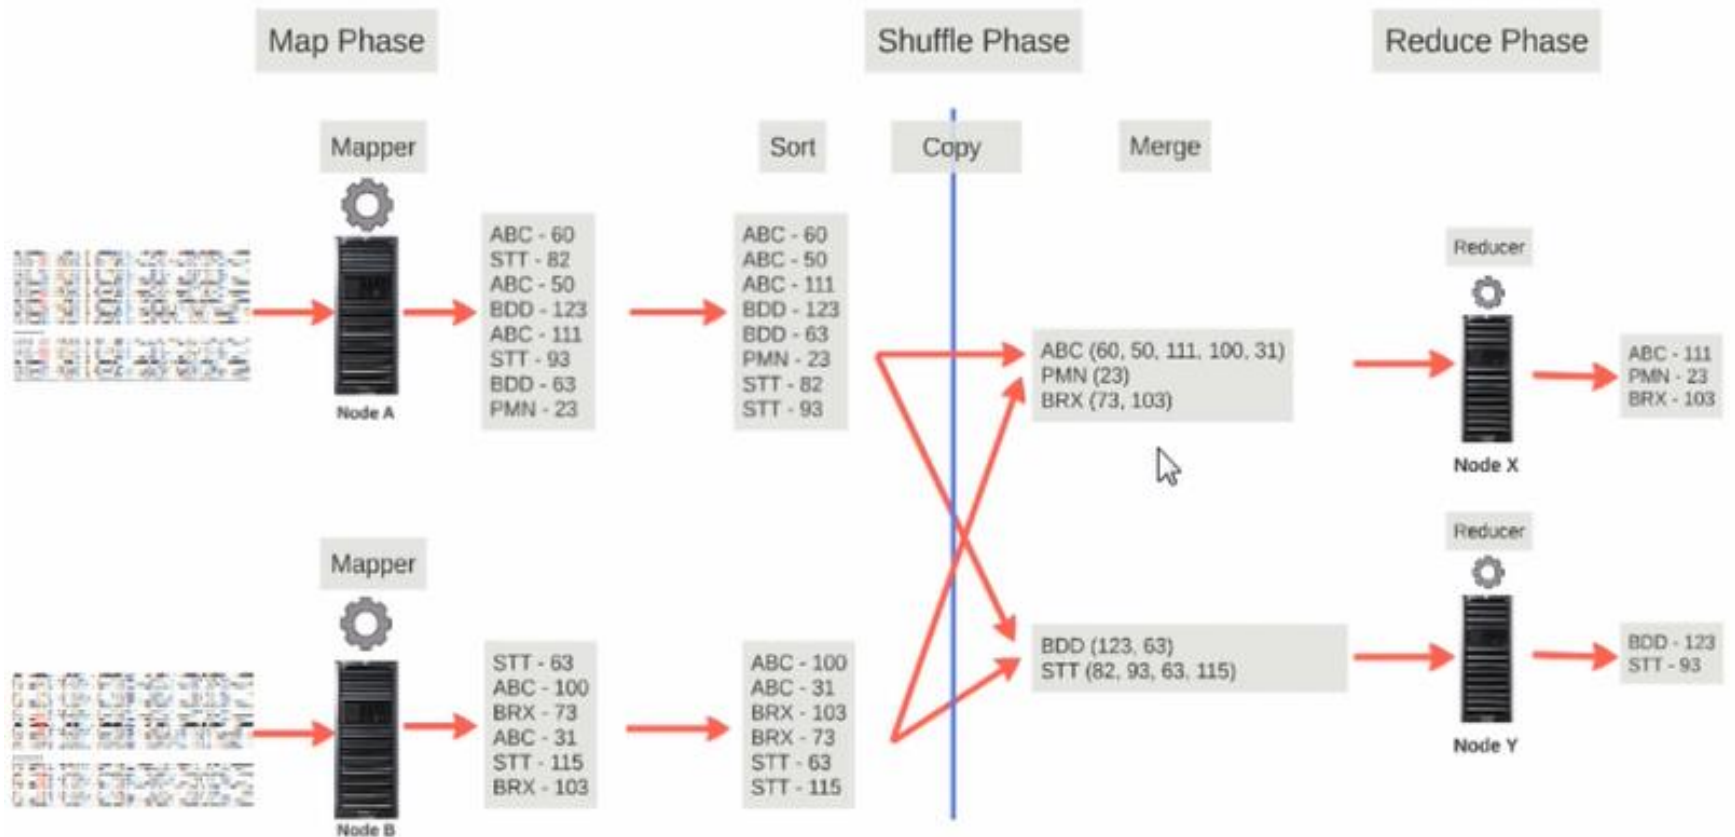 Map Phase
Shuffle Phase
Reduce Phase
Mapper
Sort
Copy
Merge
ABC - 60
STT - 82
ABC - 50
BDD - 123
ABC - 111
STT - 93
BDD - 63
PMN - 23
Node A
ABC - 60
ABC - 50
ABC - 111
BDD - 123
BDD - 63
PMN - 23
STT - 82
STT - 93
ABC (60, 50, 111, 100, 31)
PMN (23)
BRX (73, 103)
Reducer
Node X
ABC - 111
PMN - 23
BRX - 103
Mapper
Node B
STT - 63
ABC - 100
BRX - 73
ABC - 31
STT - 115
BRX - 103
ABC - 100
ABC - 31
BRX - 103
BRX - 73
STT - 63
STT - 115
BDD (123, 63)
STT (82, 93, 63, 115)
Reducer
Node Y
BDD - 123
STT - 93